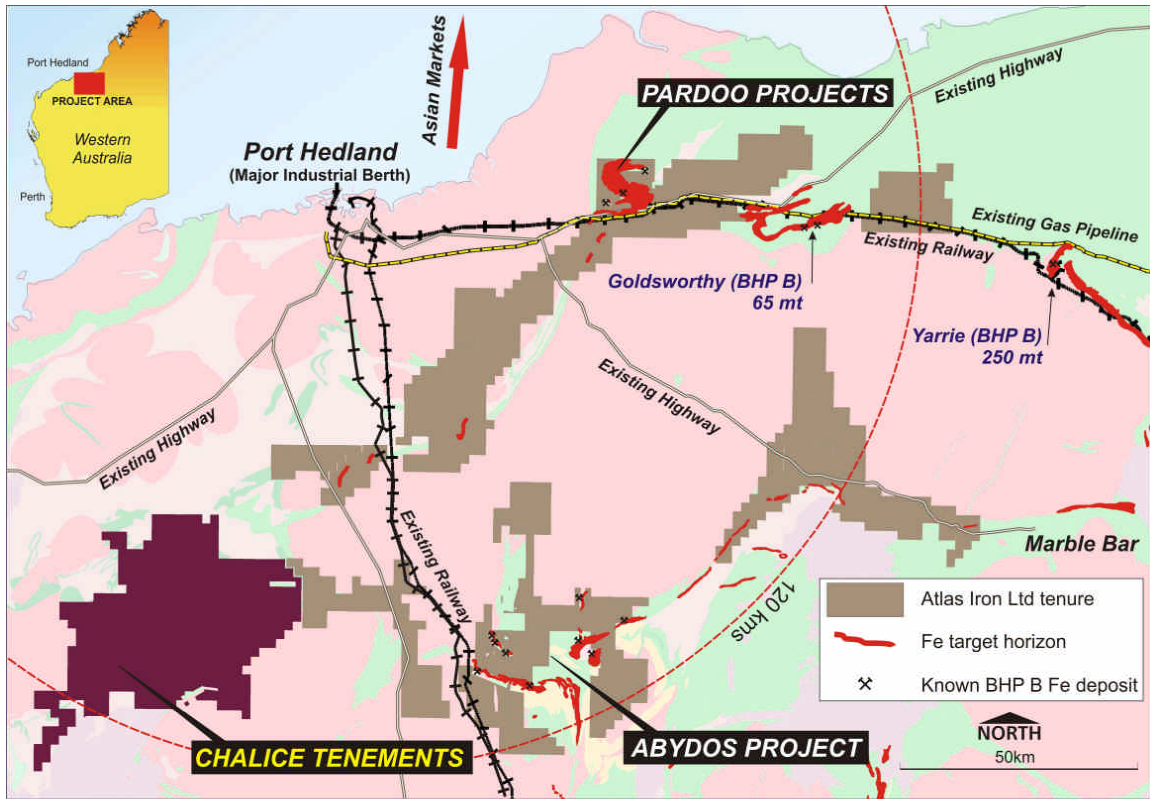 Port Hedland
PROJECT AREA
Western
Australia
Perth
Asian Markets
PARDOO PROJECTS
Existing Highway
Port Hedland
(Major Industrial Berth)
Existing Gas Pipeline
Existing Railway
Goldsworthy (BHP B)
65 mt
Yarrie (BHP B)
250 mt
Existing Highway
Existing Highway
Existing Railway
Marble Bar
120 kms
Atlas Iron Ltd tenure
Fe target horizon
Known BHP B Fe deposit
NORTH
50km
CHALICE TENEMENTS
ABYDOS PROJECT